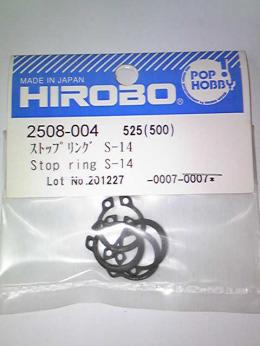 MADE IN JAPAN
HIROBO®
POP!
HOBBY
2508-004 525(500)
ストップリング S-14
Stop ring S-14
Lot No.201227 -0007-0007*